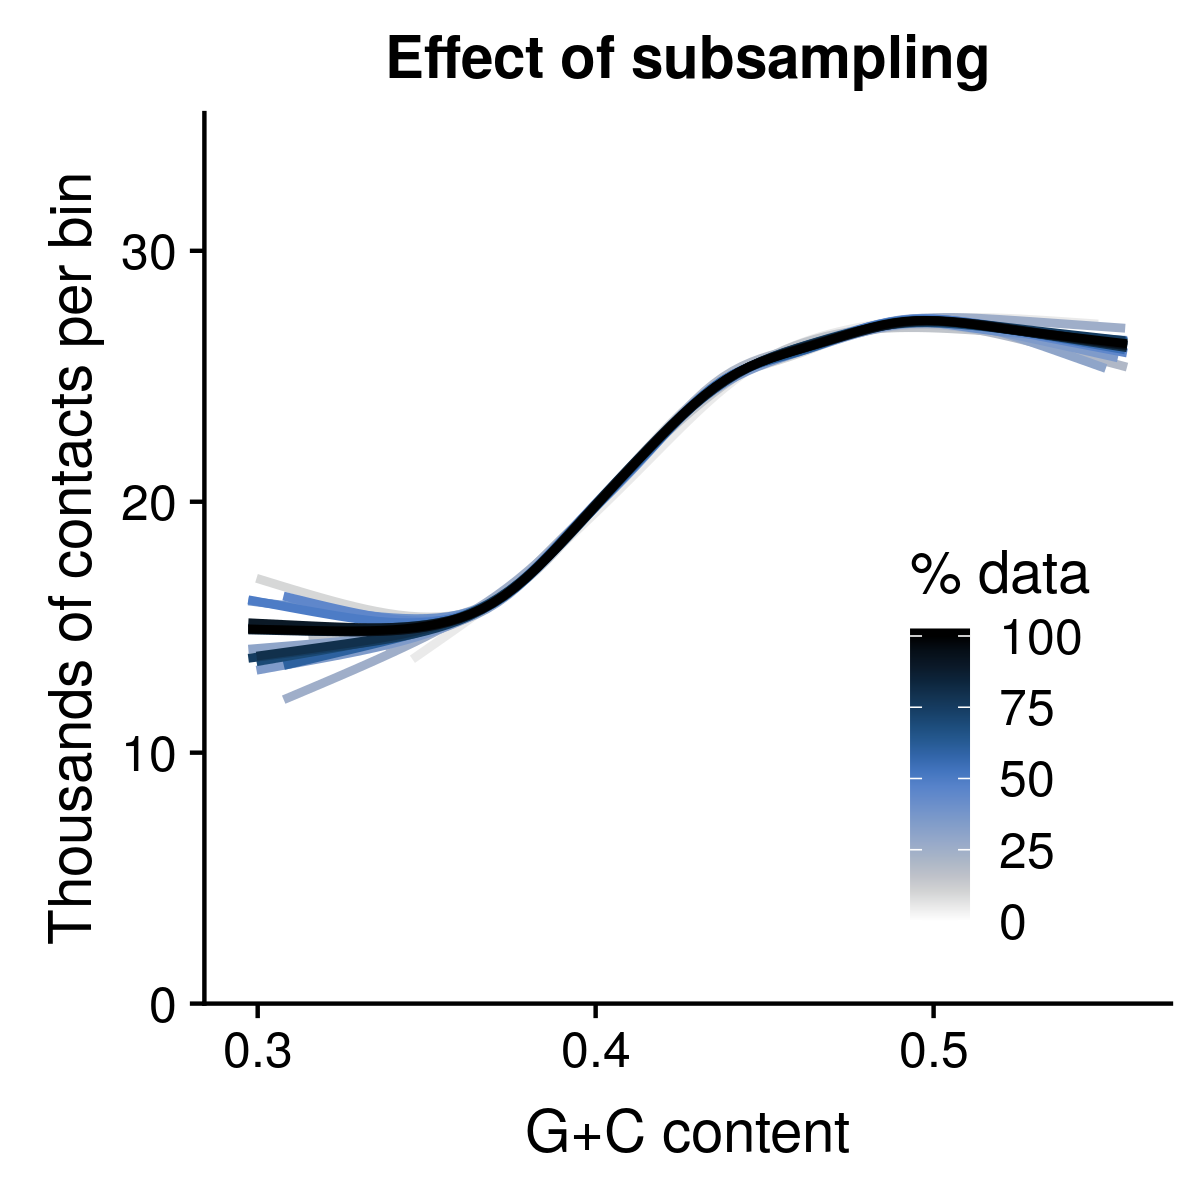 Effect of subsampling
Thousands of contacts per bin
30
20
10
0
% data
100
75
50
25
0
0.3 0.4 0.5
G+C content